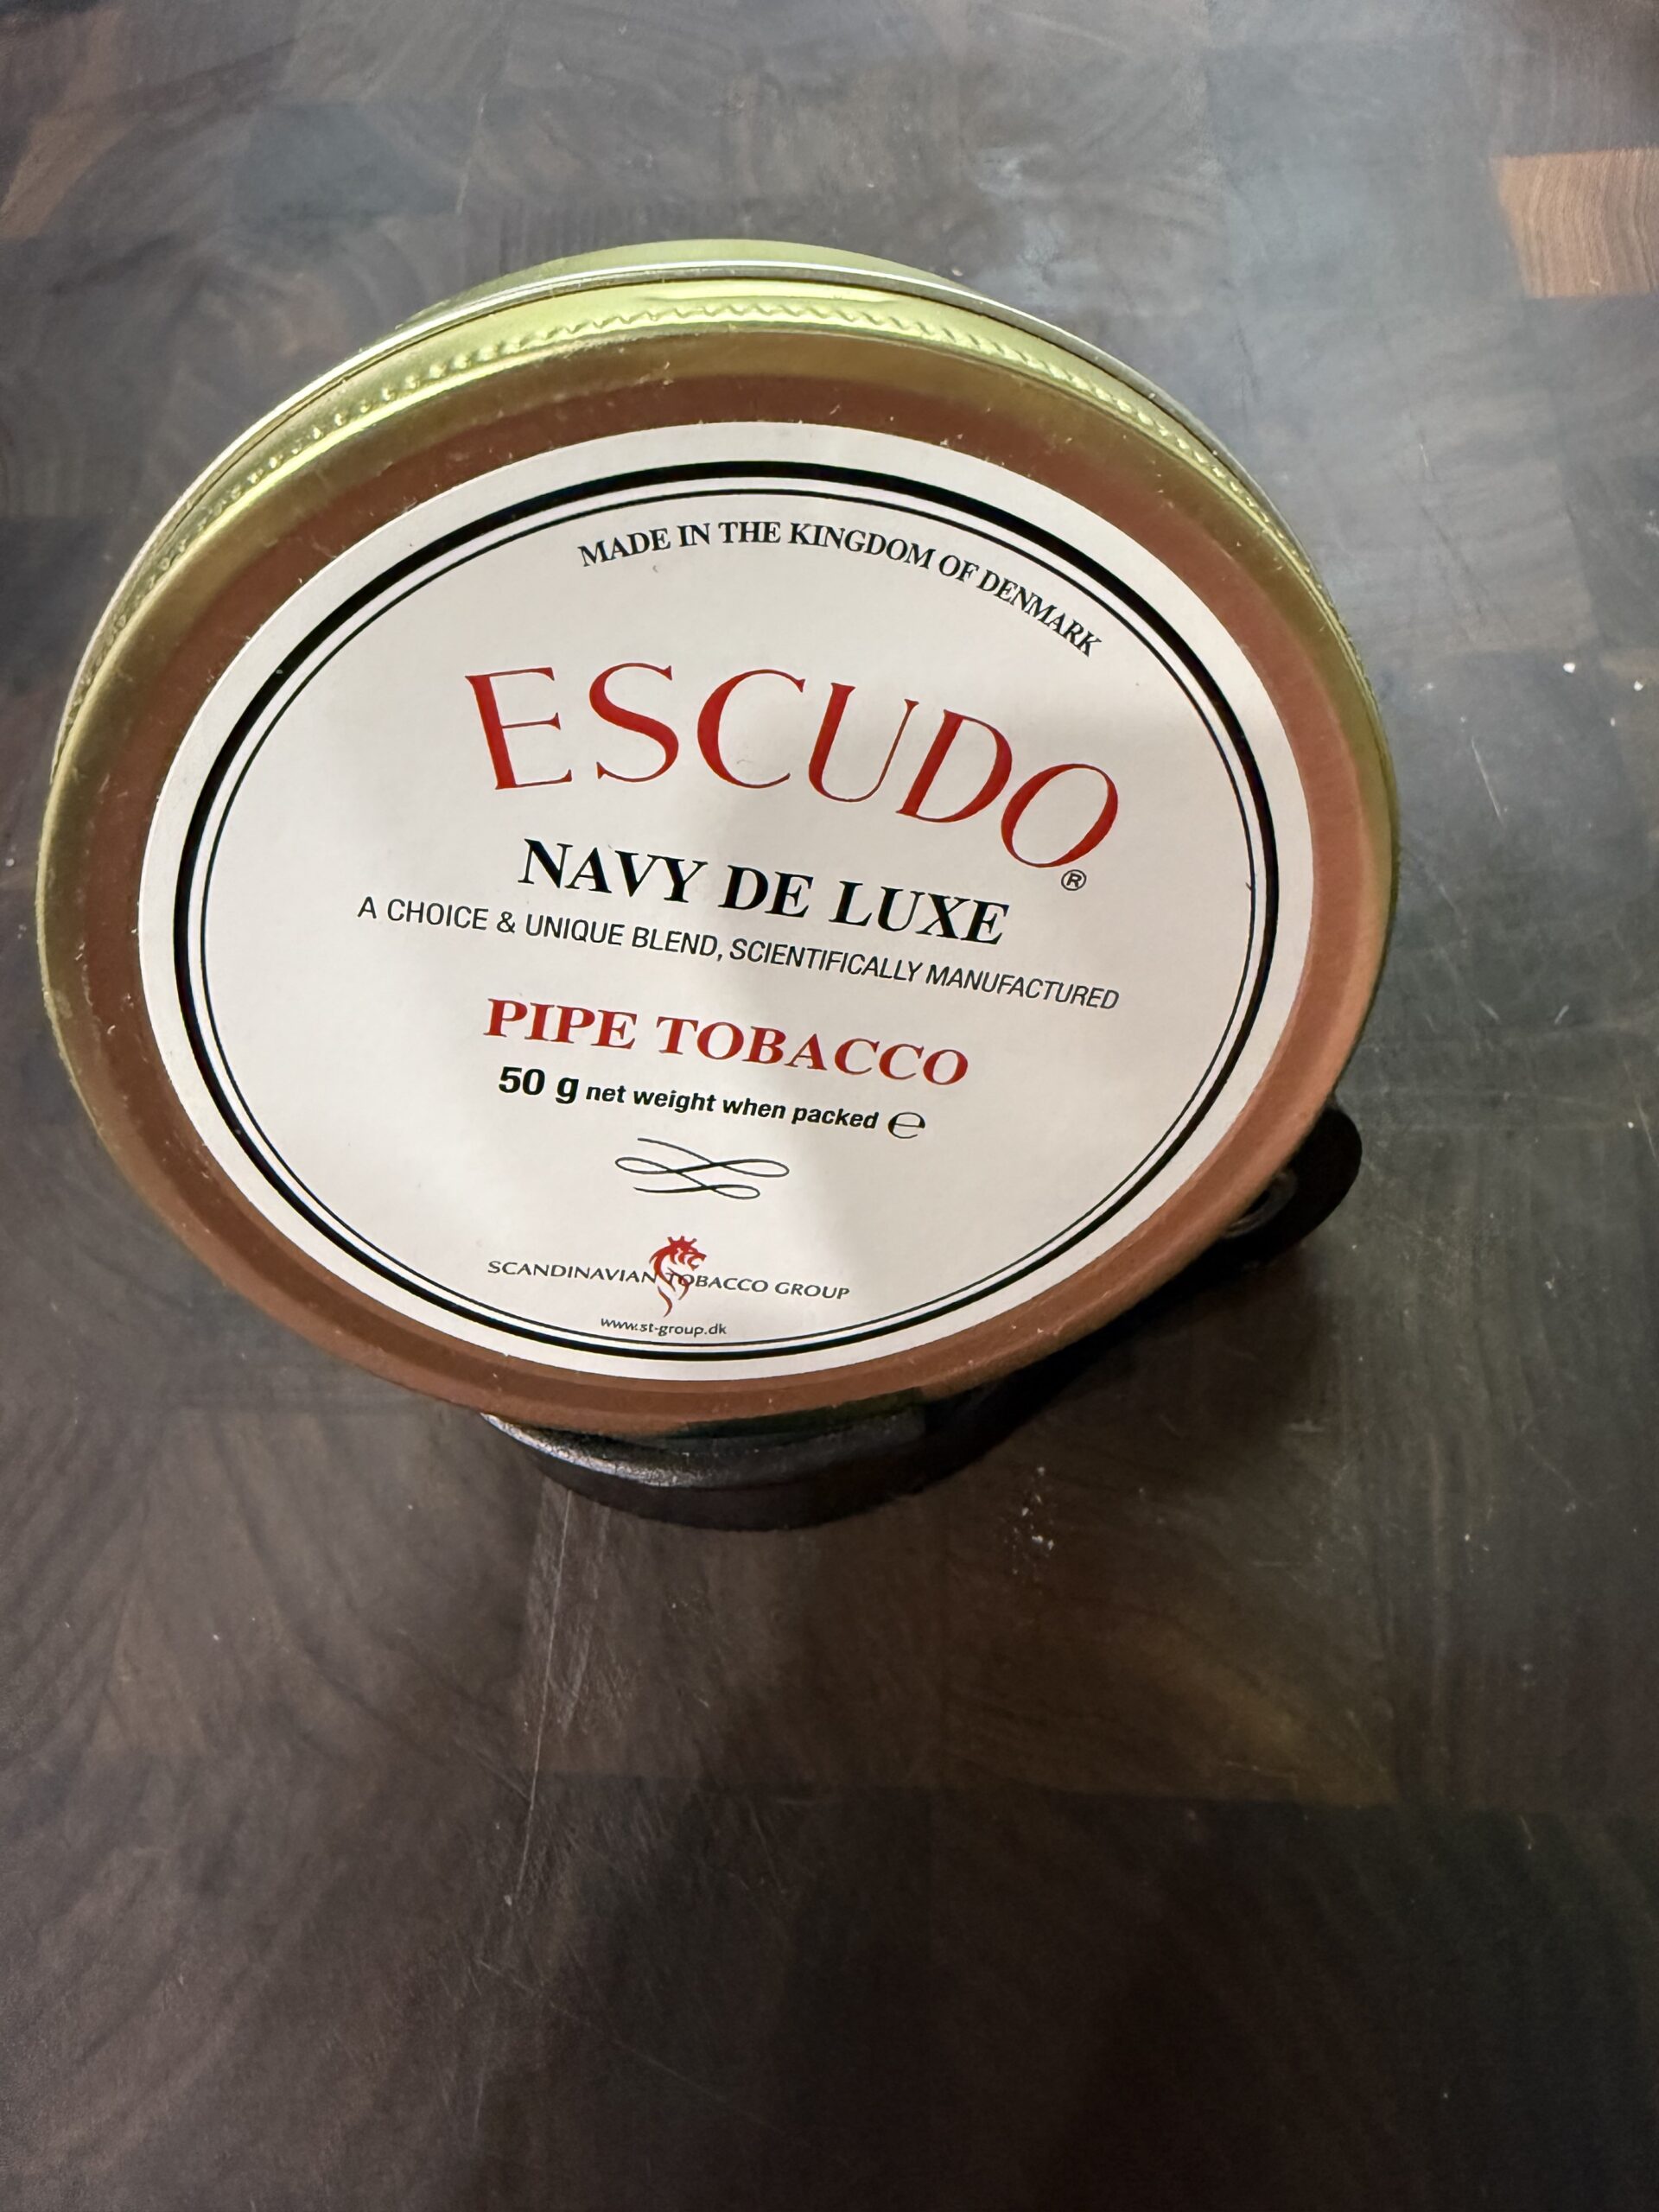 MADE IN THE KINGDOM OF DENMARK
ESCUDO®
NAVY DE LUXE
A CHOICE & UNIQUE BLEND, SCIENTIFICALLY MANUFACTURED
PIPE TOBACCO
50 g net weight when packed ℮
SCANDINAVIAN TOBACCO GROUP
www.st-group.dk